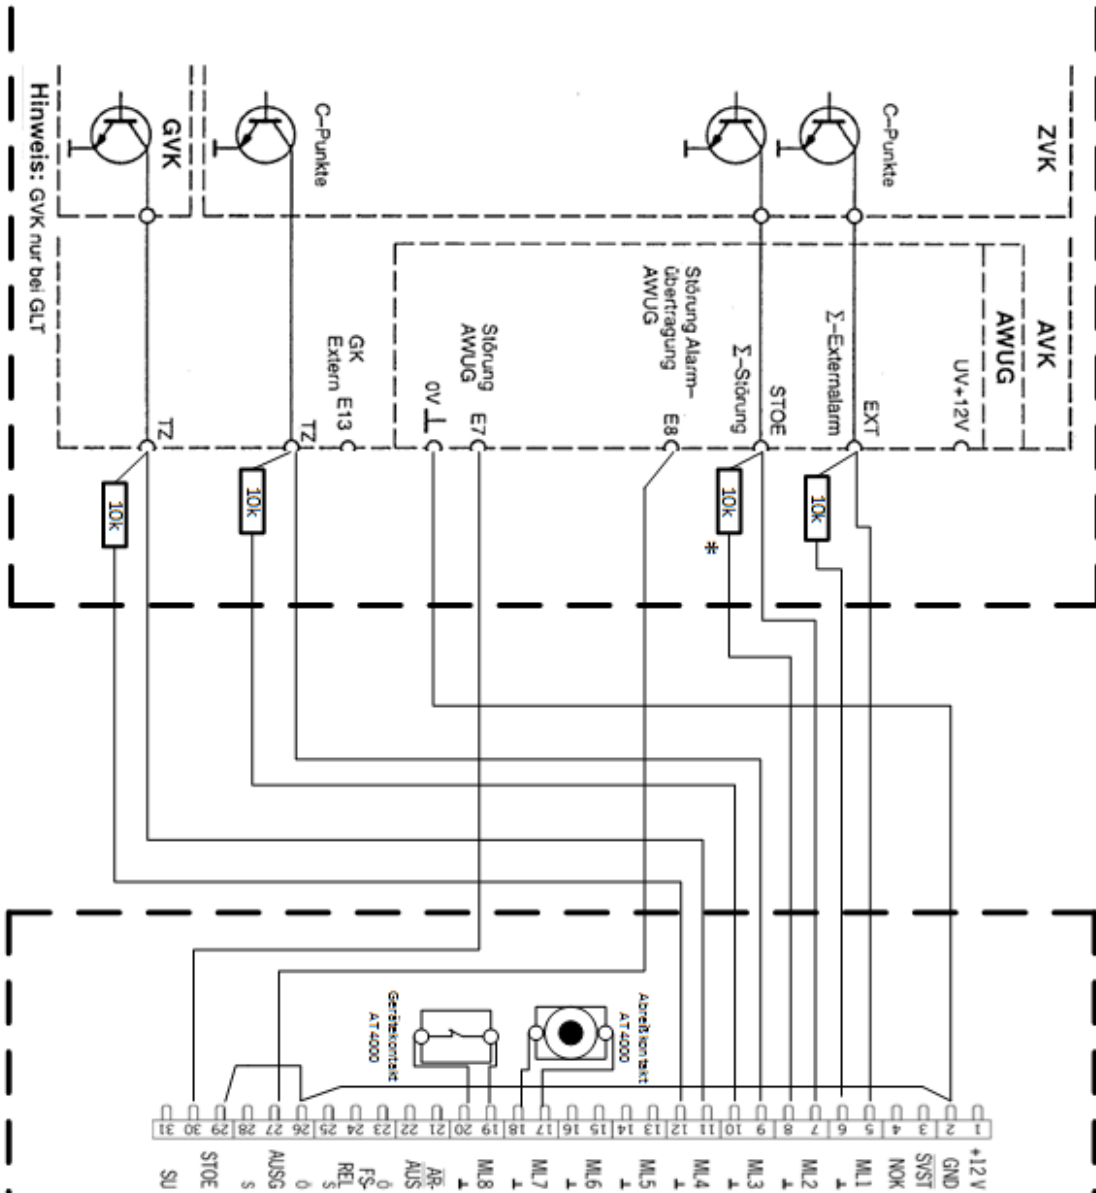 ZVK
C-Punkte
C-Punkte
GVK
Hinweis: GVK nur bei GLT
AVK
AWUG
UV+12V
EXT
Σ-Externalarm
STOE
Σ-Störung
E8
Störung Alarm-
übertragung
AWUG
E7
Störung
AWUG
0V
GK
Extern E13
TZ
TZ
10k
10k
*
10k
10k
Abreißkontakt
AT 4000
Gerätekontakt
AT 4000
1 +12 V
2 GND
3 SVST
4 NOK
5 ML1
6 ⊥
7 ML2
8 ⊥
9 ML3
10 ⊥
11 ML4
12 ⊥
13 ML5
14 ⊥
15 ML6
16 ⊥
17 ML7
18 ⊥
19 ML8
20 ⊥
21 ÄR-
22 AUS
23 Ö
24 FS-
REL
25 S
26 Ö
27 AUSG
28 S
29
30 STOE
31 SU